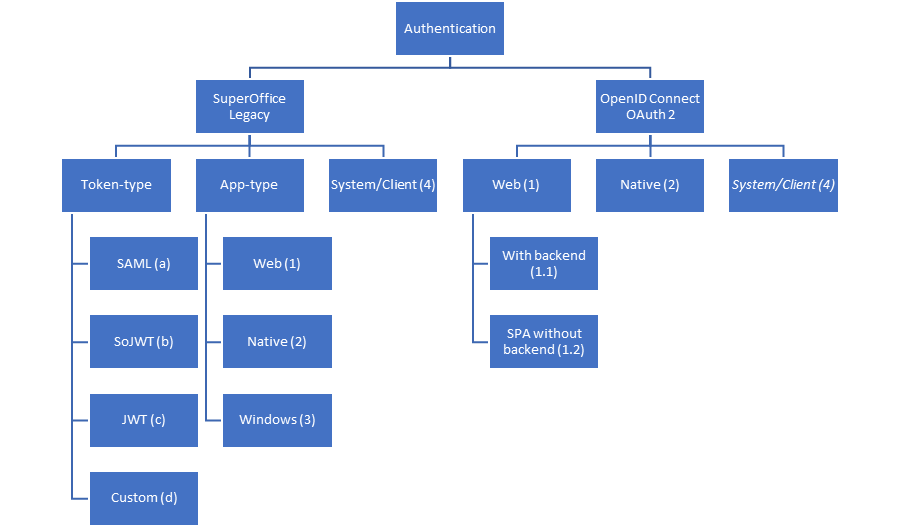 Authentication
SuperOffice
Legacy
OpenID Connect
OAuth 2
Token-type
App-type
System/Client (4)
Web (1)
Native (2)
System/Client (4)
SAML (a)
Web (1)
With backend
(1.1)
SoJWT (b)
Native (2)
SPA without
backend (1.2)
JWT (c)
Windows (3)
Custom (d)